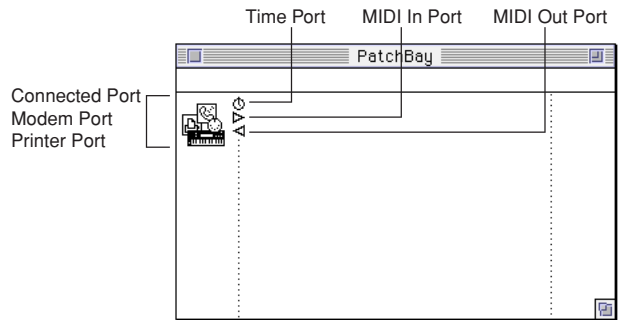 Time Port MIDI In Port MIDI Out Port
PatchBay
Connected Port
Modem Port
Printer Port